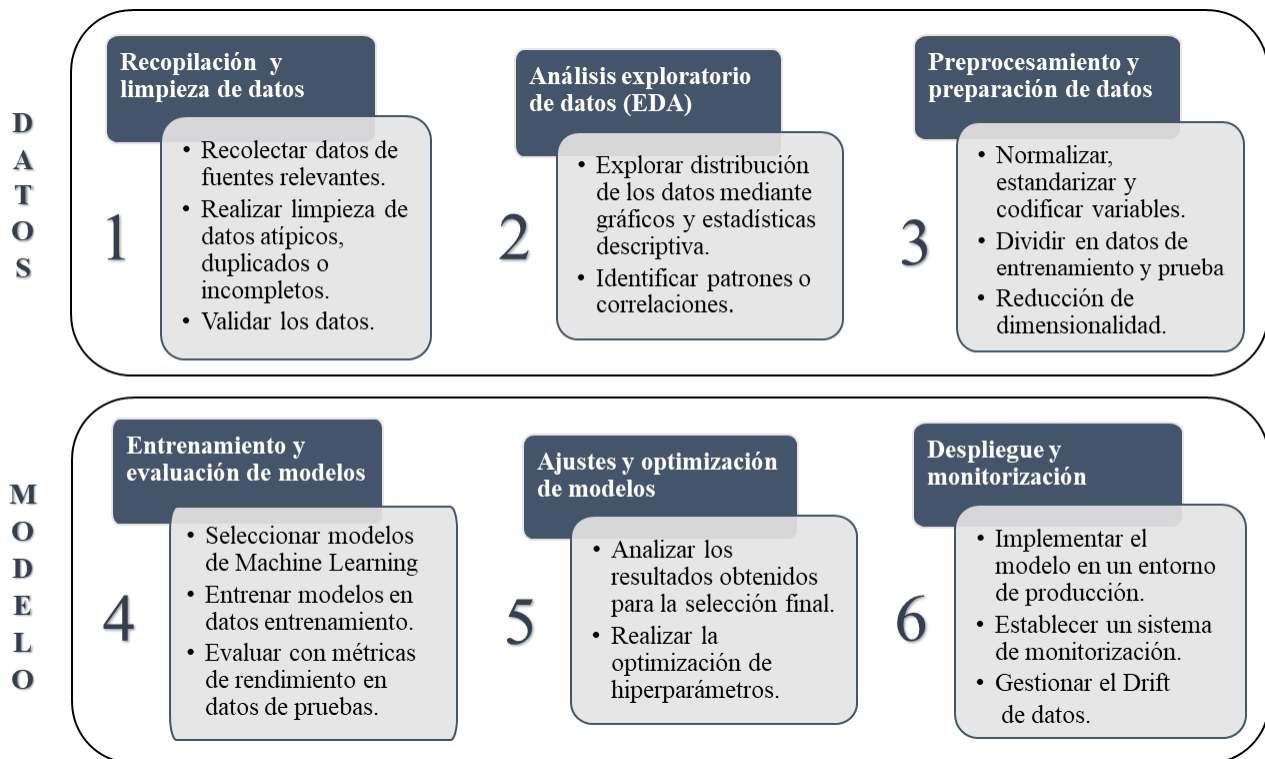 DATOS
Recopilación y
limpieza de datos
1
• Recolectar datos de
fuentes relevantes.
• Realizar limpieza de
datos atípicos,
duplicados o
incompletos.
• Validar los datos.
Análisis exploratorio
de datos (EDA)
2
• Explorar distribución
de los datos mediante
gráficos y estadísticas
descriptiva.
• Identificar patrones o
correlaciones.
Preprocesamiento y
preparación de datos
3
• Normalizar,
estandarizar y
codificar variables.
• Dividir en datos de
entrenamiento y prueba
• Reducción de
dimensionalidad.
MODELO
Entrenamiento y
evaluación de modelos
4
• Seleccionar modelos
de Machine Learning
• Entrenar modelos en
datos entrenamiento.
• Evaluar con métricas
de rendimiento en
datos de pruebas.
Ajustes y optimización
de modelos
5
• Analizar los
resultados obtenidos
para la selección final.
• Realizar la
optimización de
hiperparámetros.
Despliegue y
monitorización
6
• Implementar el
modelo en un entorno
de producción.
• Establecer un sistema
de monitorización.
• Gestionar el Drift
de datos.